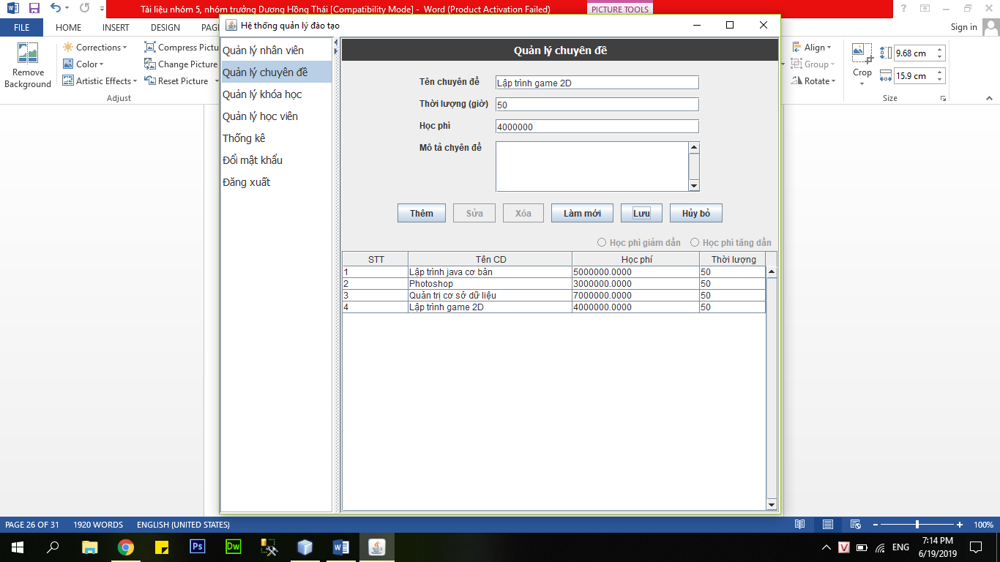 Tài liệu nhóm 5, nhóm trưởng Dương Hồng Thái [Compatibility Mode] - Word (Product Activation Failed)
PICTURE TOOLS
FILE HOME INSERT DESIGN PAG
Sign in
Hệ thống quản lý đào tạo
Remove Background
Corrections
Color
Artistic Effects
Compress Pictu
Change Picture
Reset Picture
Adjust
Align
Group
Rotate
Crop
9.68 cm
15.9 cm
Size
Quản lý nhân viên
Quản lý chuyên đề
Quản lý khóa học
Quản lý học viên
Thống kê
Đổi mật khẩu
Đăng xuất
Quản lý chuyên đề
Tên chuyên đề Lập trình game 2D
Thời lượng (giờ) 50
Học phí 4000000
Mô tả chyên đề
Thêm Sửa Xóa Làm mới Lưu Hủy bỏ
Học phí giảm dần Học phí tăng dần
STT Tên CD Học phí Thời lượng
1 Lập trình java cơ bản 5000000.0000 50
2 Photoshop 3000000.0000 50
3 Quản trị cơ sở dữ liệu 7000000.0000 50
4 Lập trình game 2D 4000000.0000 50
PAGE 26 OF 31 1920 WORDS ENGLISH (UNITED STATES) 100%
Ps Dw
ENG
7:14 PM
6/19/2019